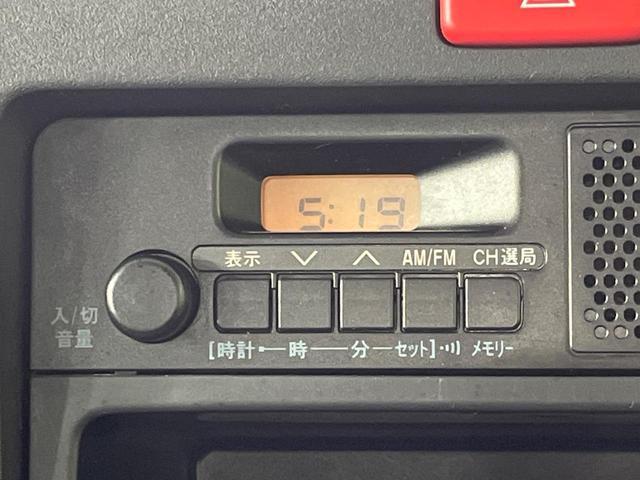 5:19
表示 ∨ ∧ AM/FM CH選局
入/切
音量
[時計 時 分 セット] メモリー